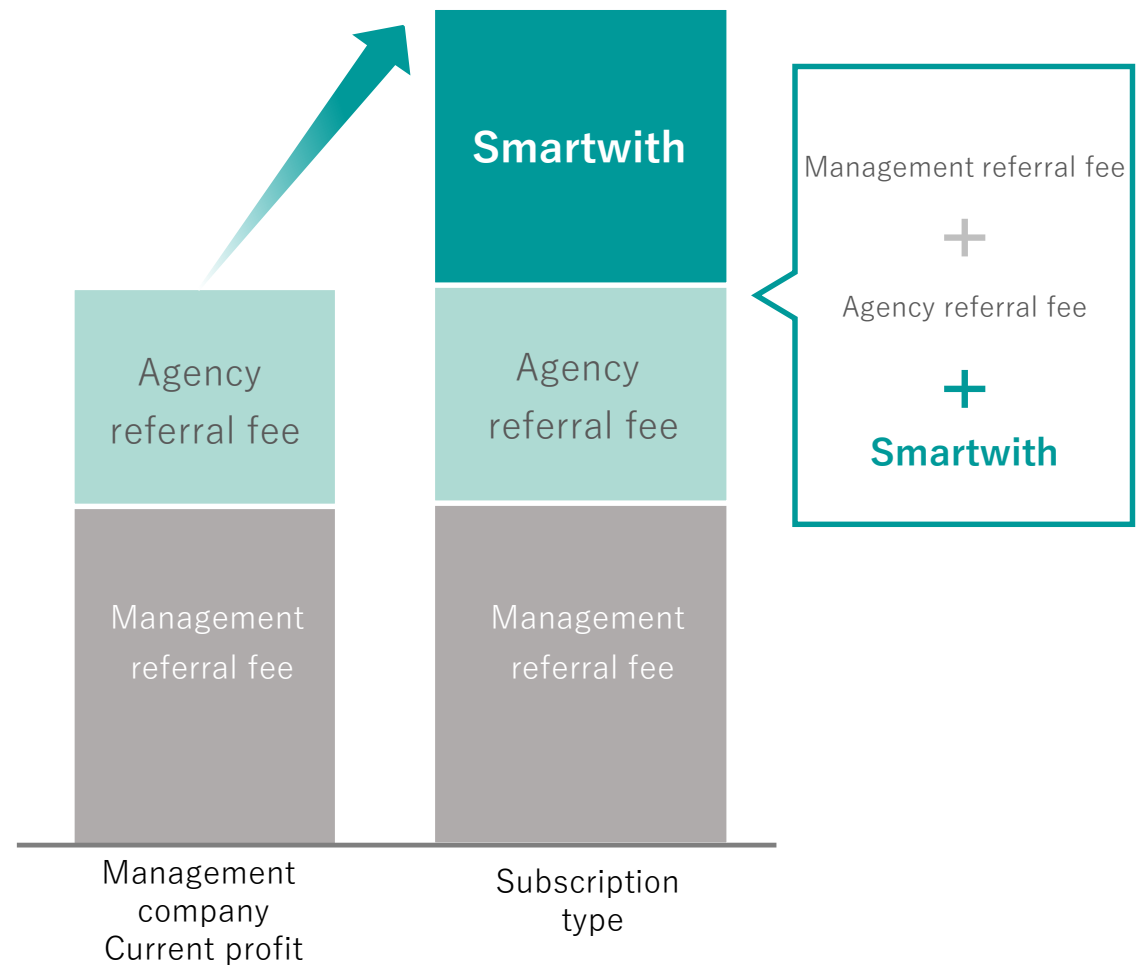 Smartwith
Agency
referral fee
Management
referral fee
Agency
referral fee
Management
referral fee
Management referral fee
+
Agency referral fee
+
Smartwith
Management
company
Current profit
Subscription
type